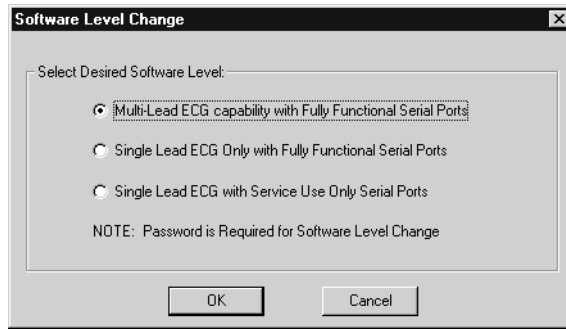 Software Level Change
Select Desired Software Level:
Multi-Lead ECG capability with Fully Functional Serial Ports
Single Lead ECG Only with Fully Functional Serial Ports
Single Lead ECG with Service Use Only Serial Ports
NOTE: Password is Required for Software Level Change
OK
Cancel